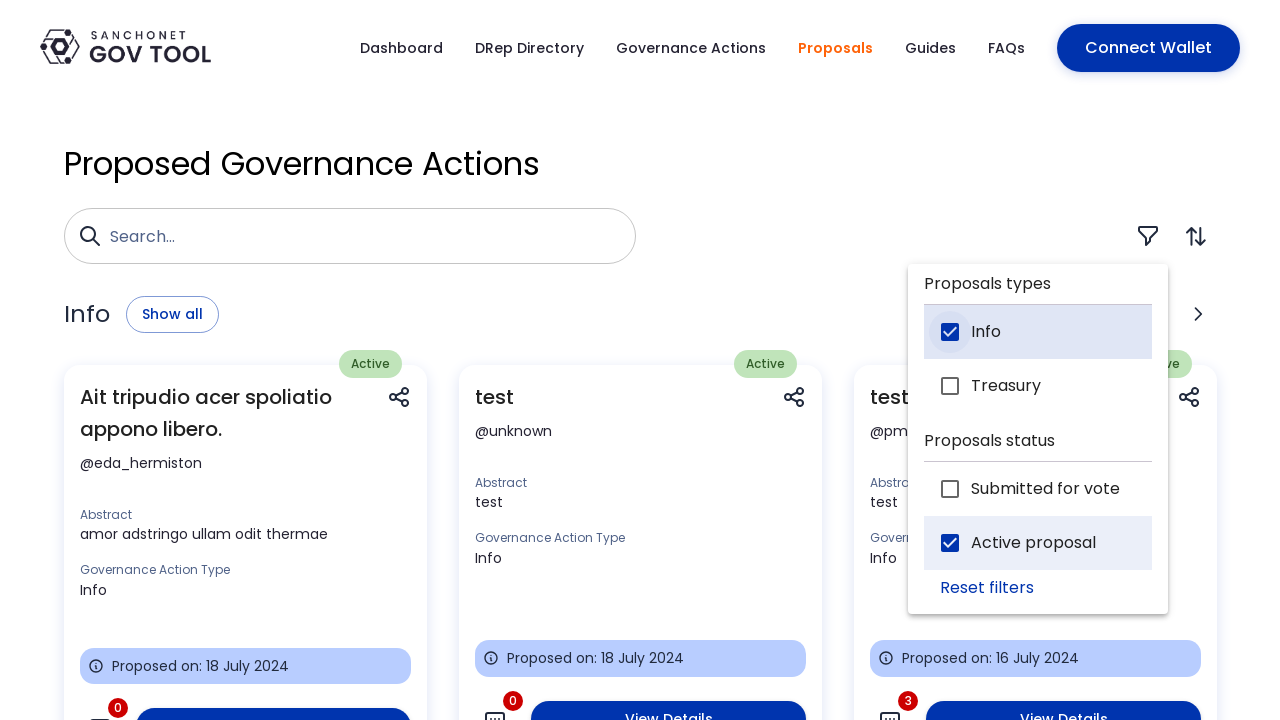 SANCHONET
GOV TOOL
Dashboard
DRep Directory
Governance Actions
Proposals
Guides
FAQs
Connect Wallet
Proposed Governance Actions
Search...
Info
Show all
Active
Ait tripudio acer spoliatio
appono libero.
@eda_hermiston
Abstract
amor adstringo ullam odit thermae
Governance Action Type
Info
Proposed on: 18 July 2024
0
Active
test
@unknown
Abstract
test
Governance Action Type
Info
Proposed on: 18 July 2024
0
View Details
test
@pm
test
Info
Proposed on: 16 July 2024
3
View Details
Proposals types
Info
Treasury
Proposals status
Submitted for vote
Active proposal
Reset filters